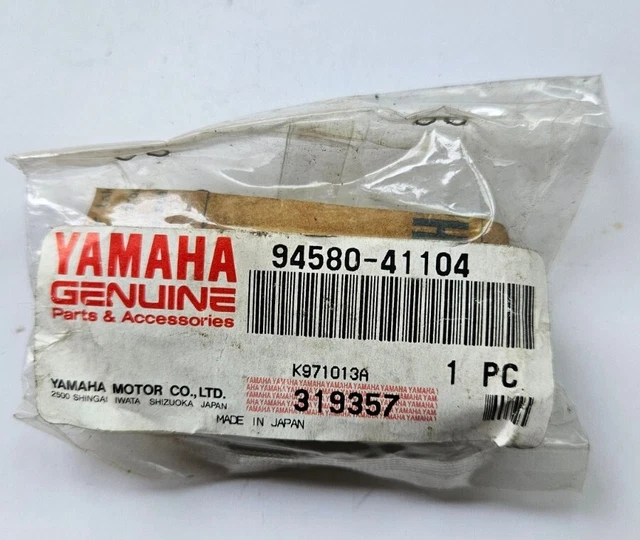 YAMAHA
GENUINE
Parts & Accessories
94580-41104
K971013A
1 PC
YAMAHA MOTOR CO., LTD.
2500 SHINGAI IWATA SHIZUOKA JAPAN
319357
MADE IN JAPAN